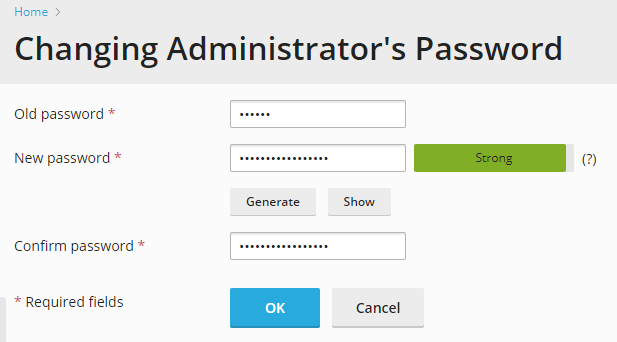 Home >
Changing Administrator's Password
Old password * ••••••
New password * ••••••••••••••••• Strong (?)
Generate Show
Confirm password * •••••••••••••••••
* Required fields OK Cancel